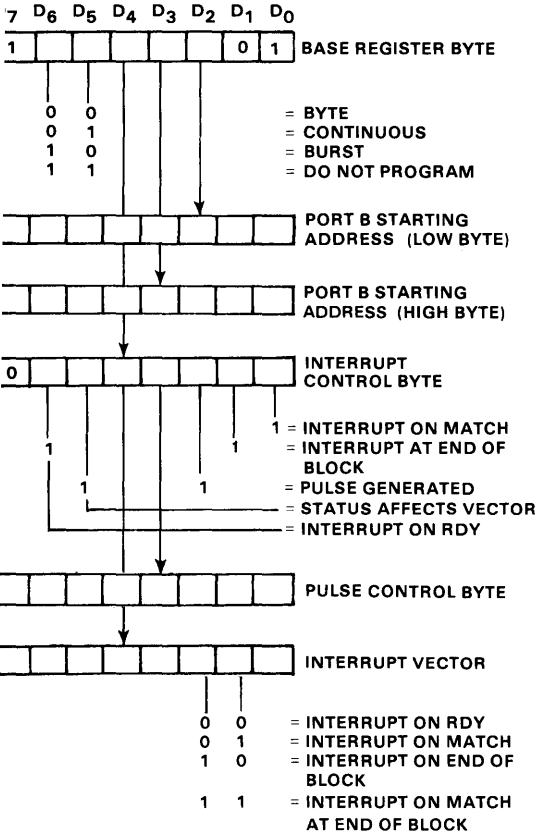 7 D6 D5 D4 D3 D2 D1 D0
1 0 1 BASE REGISTER BYTE
0 0 = BYTE
0 1 = CONTINUOUS
1 0 = BURST
1 1 = DO NOT PROGRAM
PORT B STARTING
ADDRESS (LOW BYTE)
PORT B STARTING
ADDRESS (HIGH BYTE)
0 INTERRUPT
CONTROL BYTE
1 = INTERRUPT ON MATCH
1 1 = INTERRUPT AT END OF
BLOCK
1 1 = PULSE GENERATED
= STATUS AFFECTS VECTOR
= INTERRUPT ON RDY
PULSE CONTROL BYTE
INTERRUPT VECTOR
0 0 = INTERRUPT ON RDY
0 1 = INTERRUPT ON MATCH
1 0 = INTERRUPT ON END OF
BLOCK
1 1 = INTERRUPT ON MATCH
AT END OF BLOCK